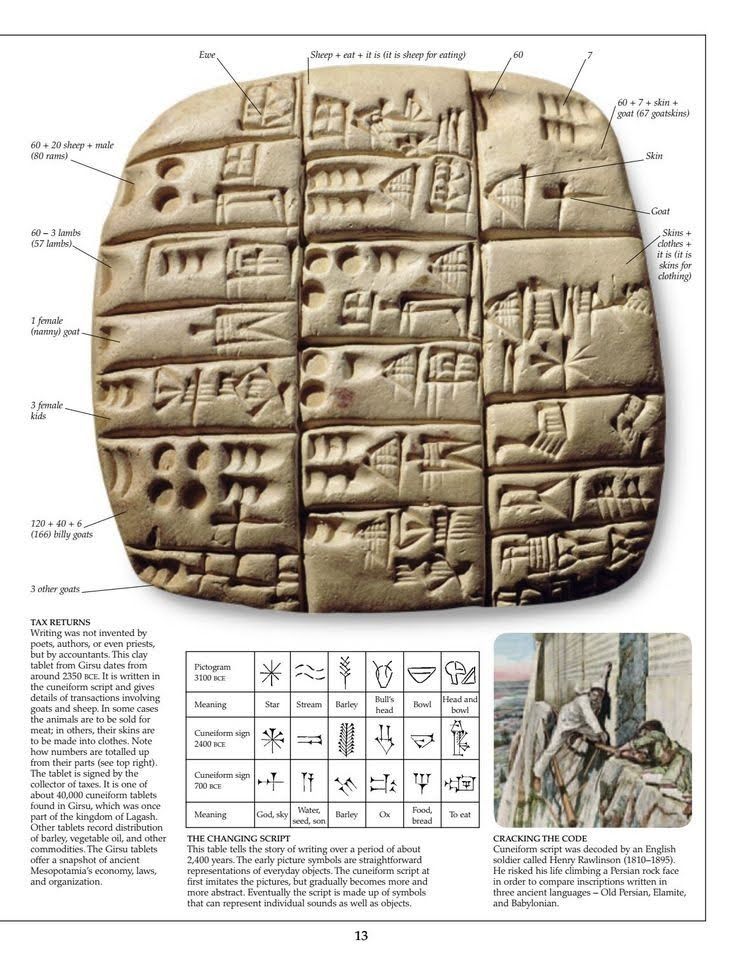 Ewe
Sheep + eat + it is (it is sheep for eating)
60
7
60 + 7 + skin +
goat (67 goatskins)
60 + 20 sheep + male
(80 rams)
Skin
Goat
60 – 3 lambs
(57 lambs)
Skins +
clothes +
it is (it is
skins for
clothing)
1 female
(nanny) goat
3 female
kids
120 + 40 + 6
(166) billy goats
3 other goats
TAX RETURNS
Writing was not invented by
poets, authors, or even priests,
but by accountants. This clay
tablet from Girsu dates from
around 2350 BCE. It is written in
the cuneiform script and gives
details of transactions involving
goats and sheep. In some cases
the animals are to be sold for
meat; in others, their skins are
to be made into clothes. Note
how numbers are totalled up
from their parts (see top right).
The tablet is signed by the
collector of taxes. It is one of
about 40,000 cuneiform tablets
found in Girsu, which was once
part of the kingdom of Lagash.
Other tablets record distribution
of barley, vegetable oil, and other
commodities. The Girsu tablets
offer a snapshot of ancient
Mesopotamia's economy, laws,
and organization.
Pictogram
3100 BCE
Meaning Star Stream Barley Bull's head Bowl Head and bowl
Cuneiform sign
2400 BCE
Cuneiform sign
700 BCE
Meaning God, sky Water, seed, son Barley Ox Food, bread To eat
THE CHANGING SCRIPT
This table tells the story of writing over a period of about
2,400 years. The early picture symbols are straightforward
representations of everyday objects. The cuneiform script at
first imitates the pictures, but gradually becomes more and
more abstract. Eventually the script is made up of symbols
that can represent individual sounds as well as objects.
CRACKING THE CODE
Cuneiform script was decoded by an English
soldier called Henry Rawlinson (1810–1895).
He risked his life climbing a Persian rock face
in order to compare inscriptions written in
three ancient languages – Old Persian, Elamite,
and Babylonian.
13